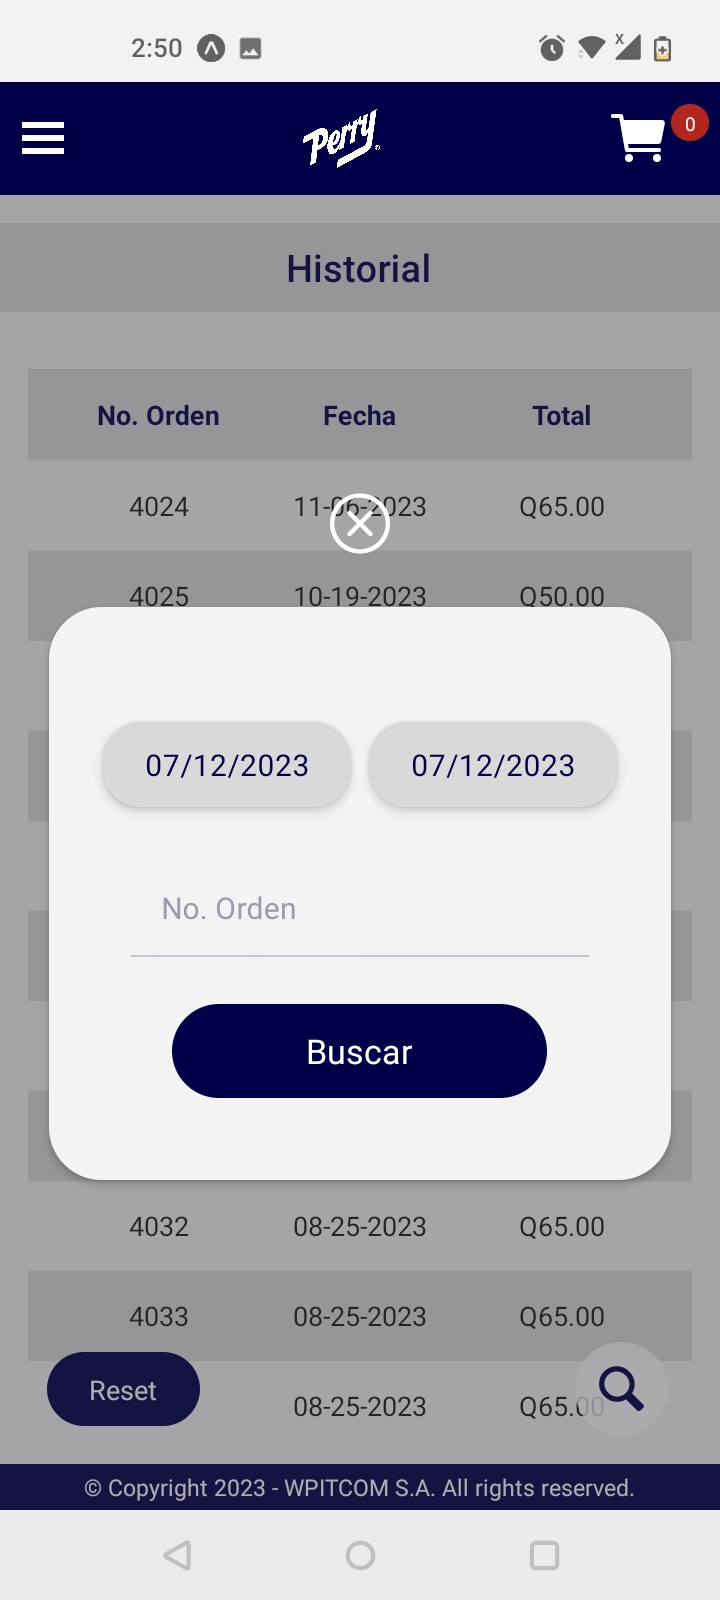 2:50
Perry
0
Historial
No. Orden Fecha Total
4024 11-06-2023 Q65.00
4025 10-19-2023 Q50.00
07/12/2023 07/12/2023
No. Orden
Buscar
4032 08-25-2023 Q65.00
4033 08-25-2023 Q65.00
Reset 08-25-2023 Q65.00
© Copyright 2023 - WPITCOM S.A. All rights reserved.